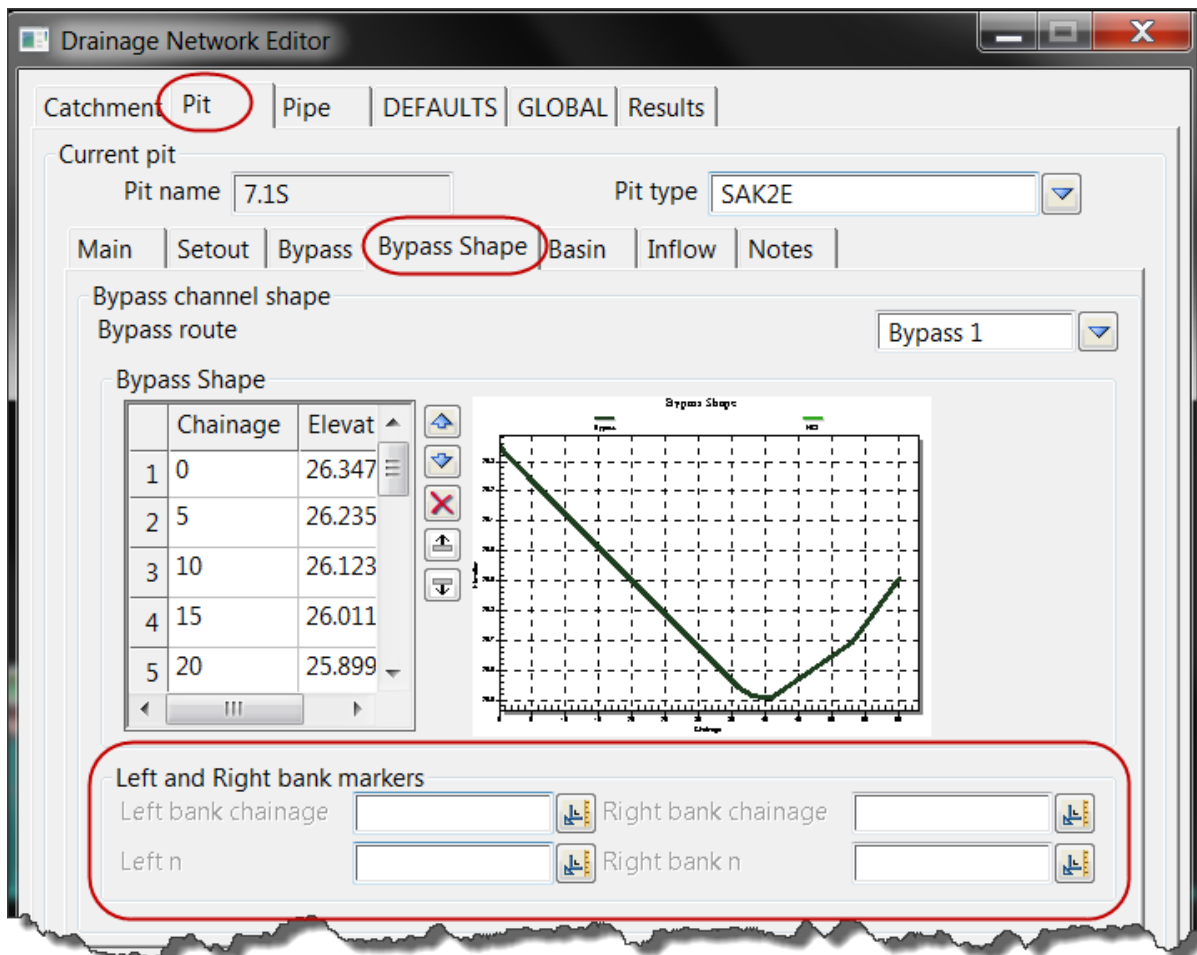 Drainage Network Editor
Catchment Pit Pipe DEFAULTS GLOBAL Results
Current pit
Pit name 7.1S Pit type SAK2E
Main Setout Bypass Bypass Shape Basin Inflow Notes
Bypass channel shape
Bypass route Bypass 1
Bypass Shape
Chainage Elevat
1 0 26.347
2 5 26.235
3 10 26.123
4 15 26.011
5 20 25.899
Bypass Shape
Bypass
Chainage
Left and Right bank markers
Left bank chainage Right bank chainage
Left n Right bank n